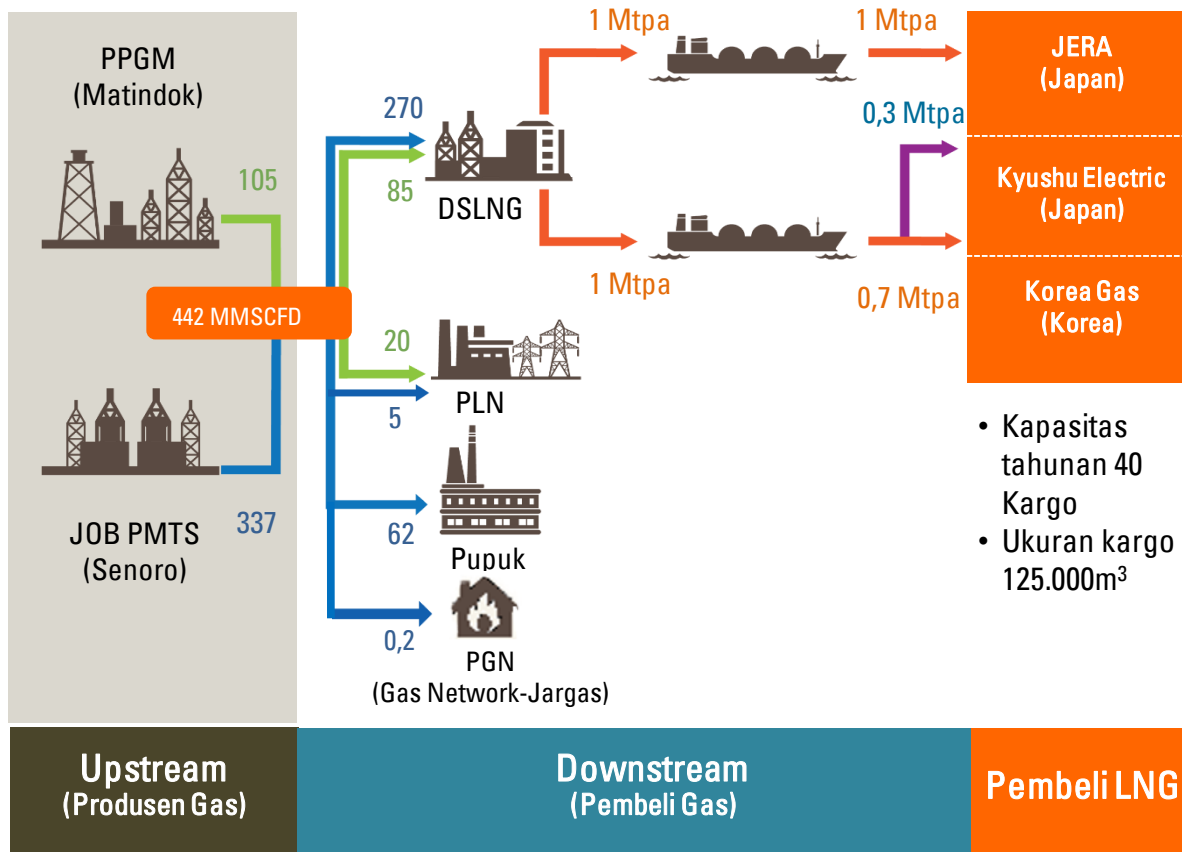 PPGM
(Matindok)
105
442 MMSCFD
337
JOB PMTS
(Senoro)
270
85
DSLNG
20
5
PLN
62
Pupuk
0,2
PGN
(Gas Network-Jargas)
1 Mtpa
1 Mtpa
1 Mtpa
0,3 Mtpa
0,7 Mtpa
JERA
(Japan)
Kyushu Electric
(Japan)
Korea Gas
(Korea)
• Kapasitas
tahunan 40
Kargo
• Ukuran kargo
125.000m³
Upstream
(Produsen Gas)
Downstream
(Pembeli Gas)
Pembeli LNG